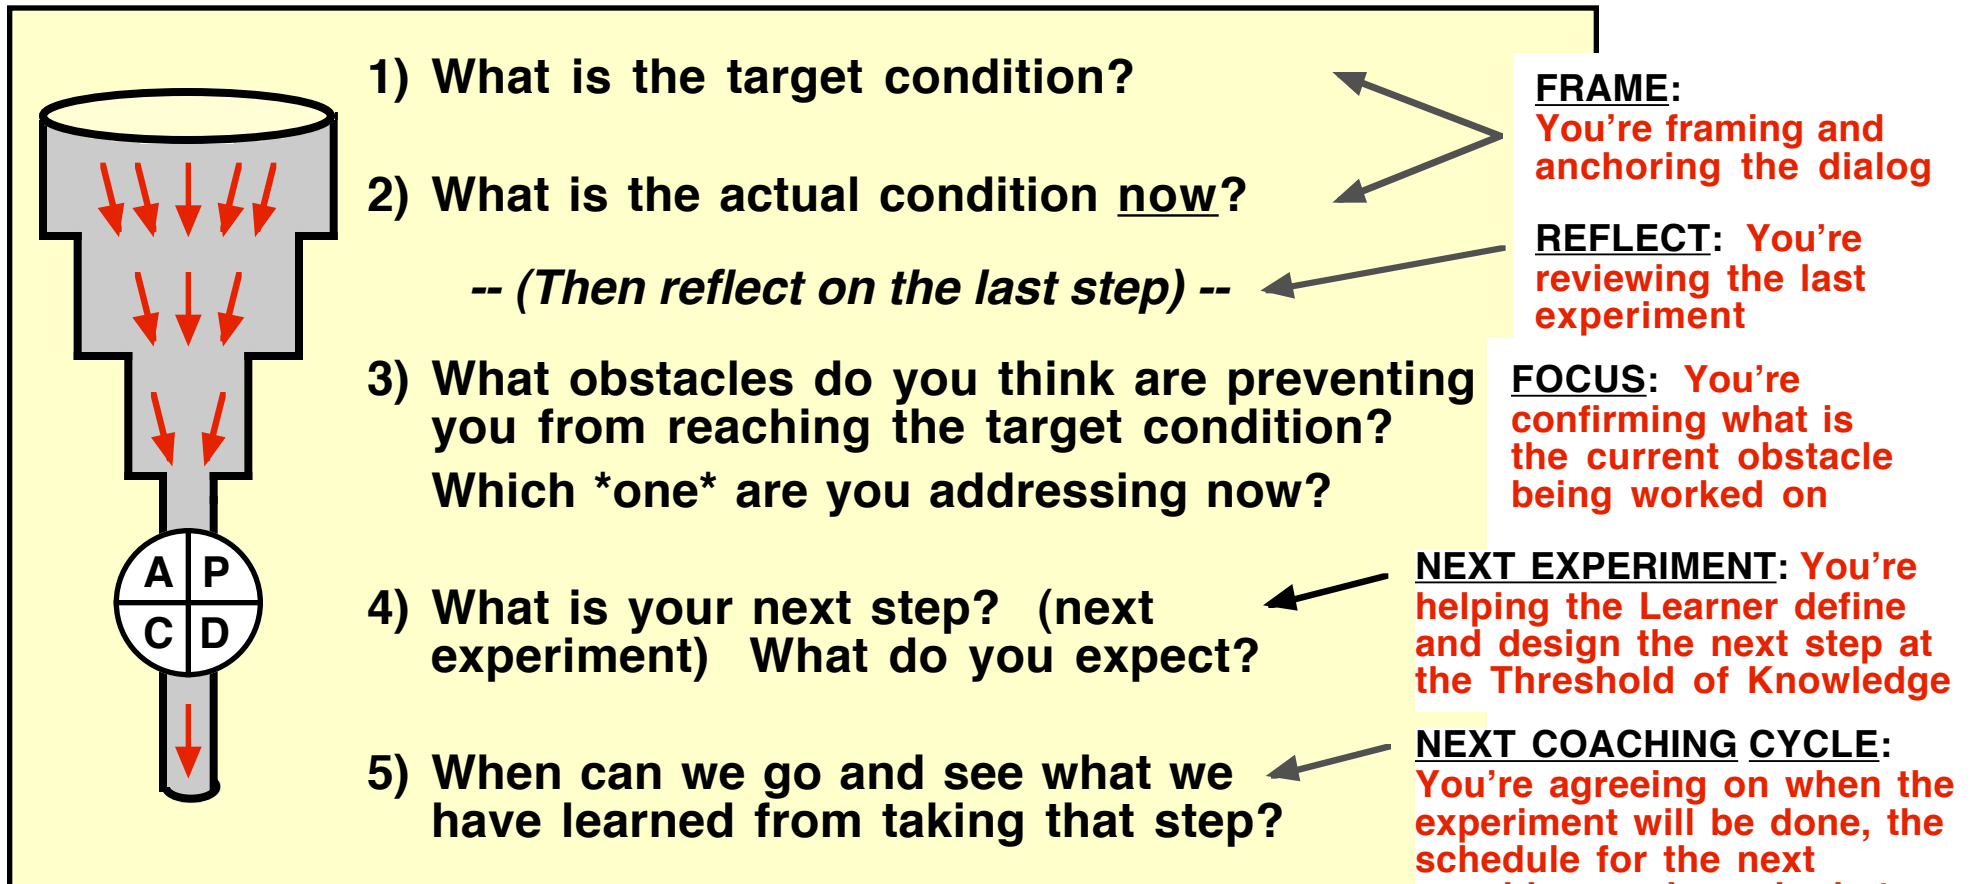 1) What is the target condition?
2) What is the actual condition now?
-- (Then reflect on the last step) --
3) What obstacles do you think are preventing
you from reaching the target condition?
Which *one* are you addressing now?
4) What is your next step? (next
experiment) What do you expect?
5) When can we go and see what we
have learned from taking that step?
A P
C D
FRAME:
You're framing and
anchoring the dialog
REFLECT: You're
reviewing the last
experiment
FOCUS: You're
confirming what is
the current obstacle
being worked on
NEXT EXPERIMENT: You're
helping the Learner define
and design the next step at
the Threshold of Knowledge
NEXT COACHING CYCLE:
You're agreeing on when the
experiment will be done, the
schedule for the next